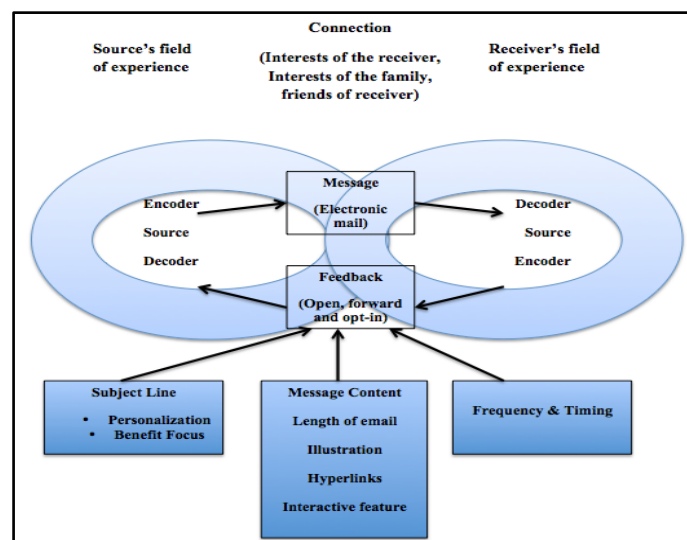 Connection
Source's field
of experience
(Interests of the receiver,
Interests of the family,
friends of receiver)
Receiver's field
of experience
Encoder
Source
Decoder
Message
(Electronic
mail)
Decoder
Source
Encoder
Feedback
(Open, forward
and opt-in)
Subject Line
• Personalization
• Benefit Focus
Message Content
Length of email
Illustration
Hyperlinks
Interactive feature
Frequency & Timing